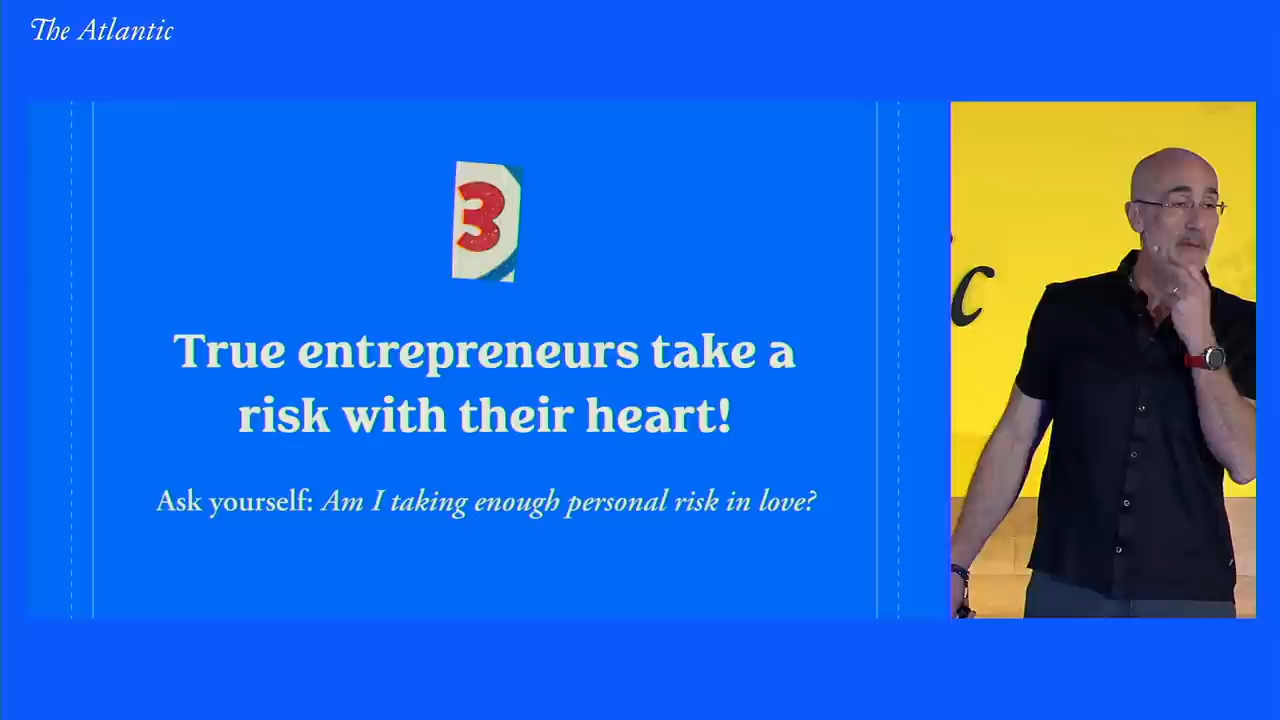 The Atlantic
3
True entrepreneurs take a
risk with their heart!
Ask yourself: Am I taking enough personal risk in love?
c